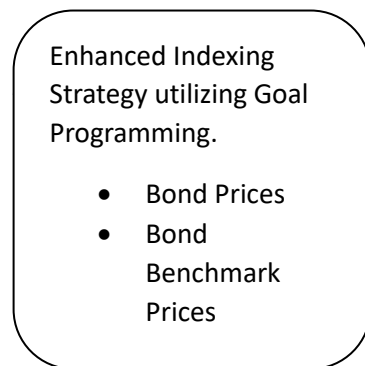 Enhanced Indexing
Strategy utilizing Goal
Programming.
• Bond Prices
• Bond
Benchmark
Prices